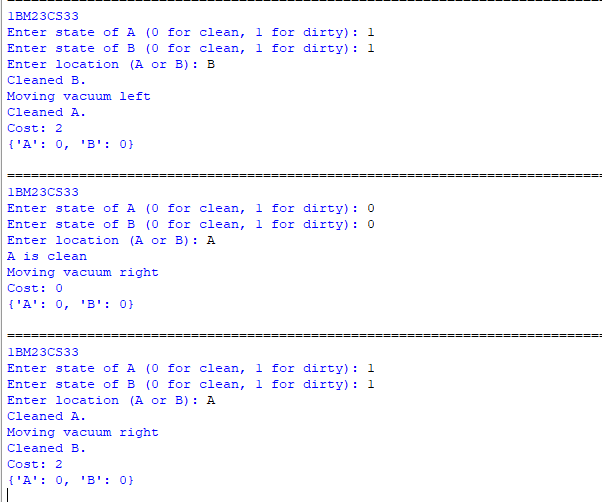 1BM23CS33
Enter state of A (0 for clean, 1 for dirty): 1
Enter state of B (0 for clean, 1 for dirty): 1
Enter location (A or B): B
Cleaned B.
Moving vacuum left
Cleaned A.
Cost: 2
{'A': 0, 'B': 0}
1BM23CS33
Enter state of A (0 for clean, 1 for dirty): 0
Enter state of B (0 for clean, 1 for dirty): 0
Enter location (A or B): A
A is clean
Moving vacuum right
Cost: 0
{'A': 0, 'B': 0}
1BM23CS33
Enter state of A (0 for clean, 1 for dirty): 1
Enter state of B (0 for clean, 1 for dirty): 1
Enter location (A or B): A
Cleaned A.
Moving vacuum right
Cleaned B.
Cost: 2
{'A': 0, 'B': 0}